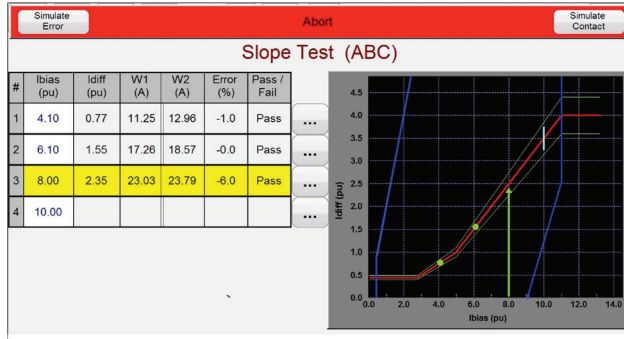 Simulate
Error
Abort
Simulate
Contact
Slope Test (ABC)
# Ibias (pu) Idiff (pu) W1 (A) W2 (A) Error (%) Pass / Fail
1 4.10 0.77 11.25 12.96 -1.0 Pass ...
2 6.10 1.55 17.26 18.57 -0.0 Pass ...
3 8.00 2.35 23.03 23.79 -6.0 Pass ...
4 10.00 ...
Idiff (pu)
4.5
4.0
3.5
3.0
2.5
2.0
1.5
1.0
0.5
0.0
0.0 2.0 4.0 6.0 8.0 10.0 12.0 14.0
Ibias (pu)